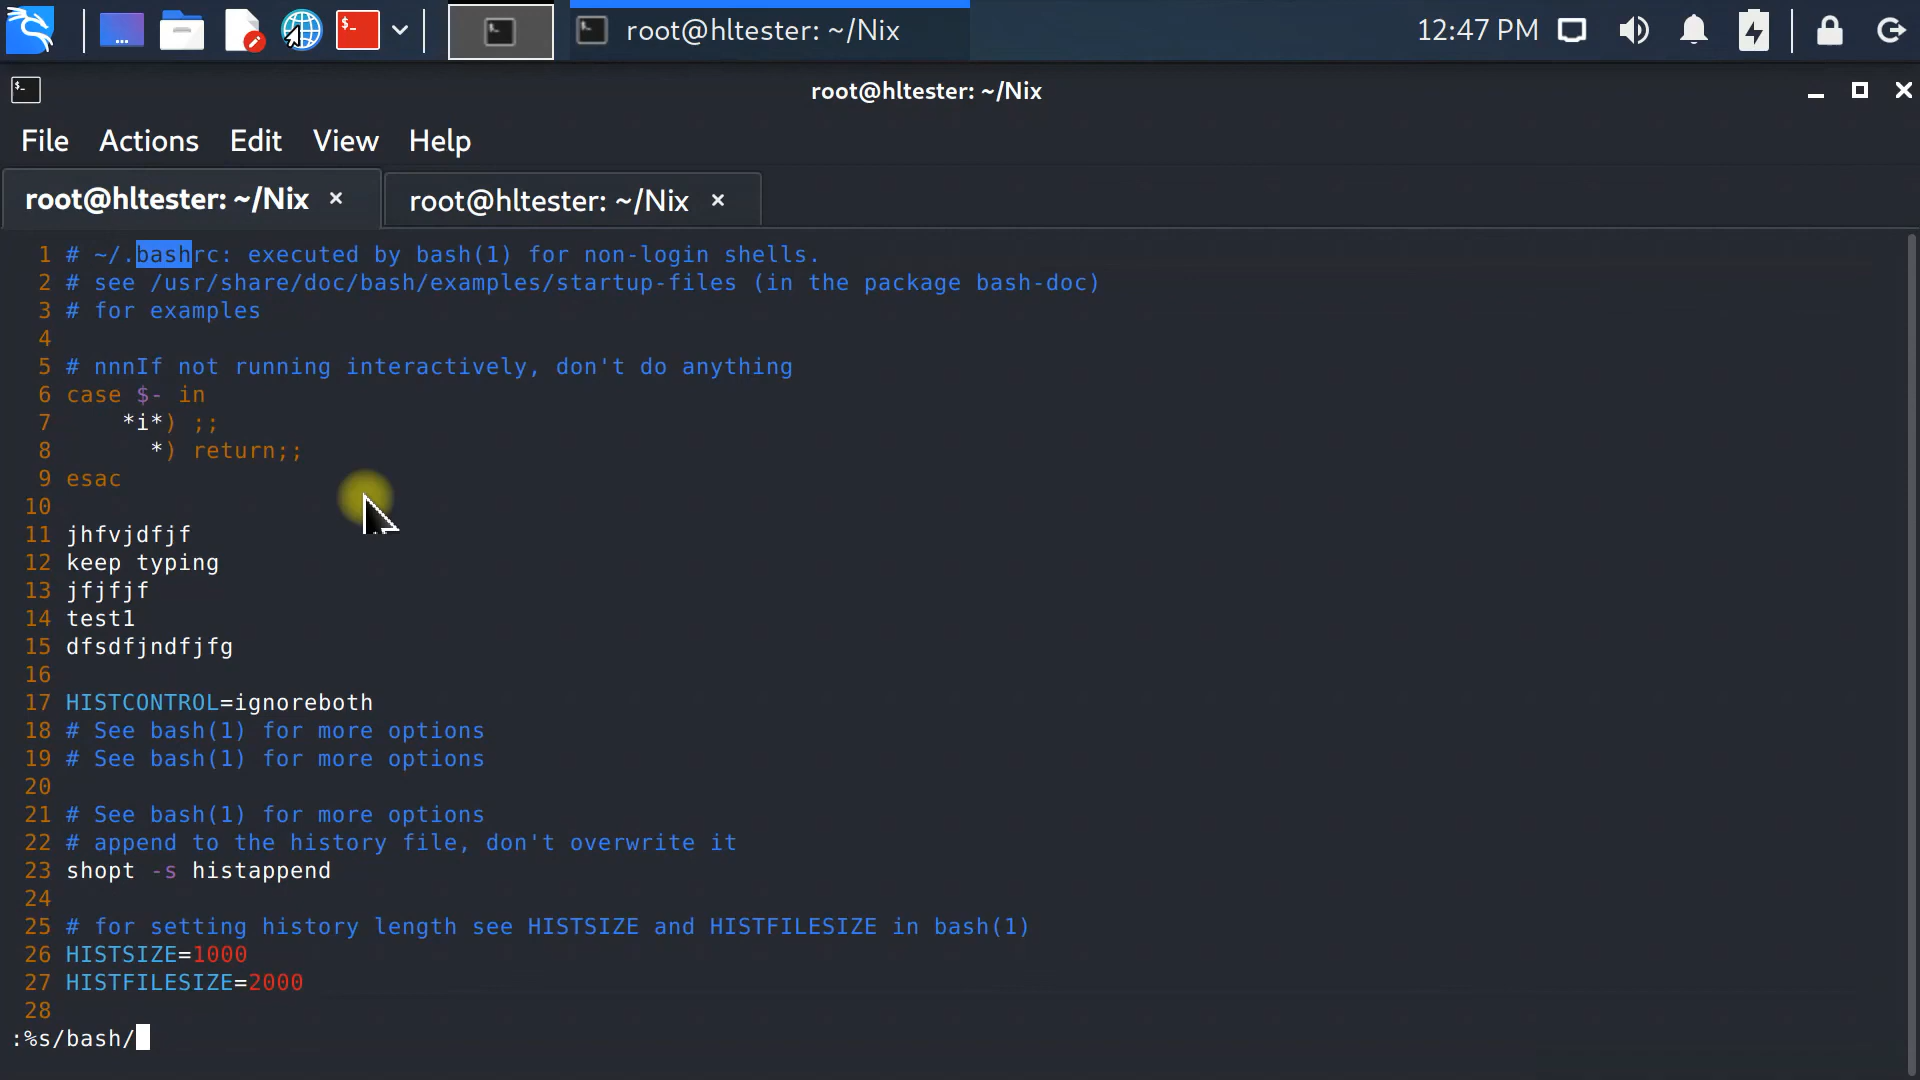 root@hltester: ~/Nix
12:47 PM
root@hltester: ~/Nix
File Actions Edit View Help
root@hltester: ~/Nix × root@hltester: ~/Nix ×
1 # ~/.bashrc: executed by bash(1) for non-login shells.
2 # see /usr/share/doc/bash/examples/startup-files (in the package bash-doc)
3 # for examples
4
5 # nnnIf not running interactively, don't do anything
6 case $- in
7     *i*) ;;
8       *) return;;
9 esac
10
11 jhfvjdfjf
12 keep typing
13 jfjfjf
14 test1
15 dfsdfjndfjfg
16
17 HISTCONTROL=ignoreboth
18 # See bash(1) for more options
19 # See bash(1) for more options
20
21 # See bash(1) for more options
22 # append to the history file, don't overwrite it
23 shopt -s histappend
24
25 # for setting history length see HISTSIZE and HISTFILESIZE in bash(1)
26 HISTSIZE=1000
27 HISTFILESIZE=2000
28
:%s/bash/